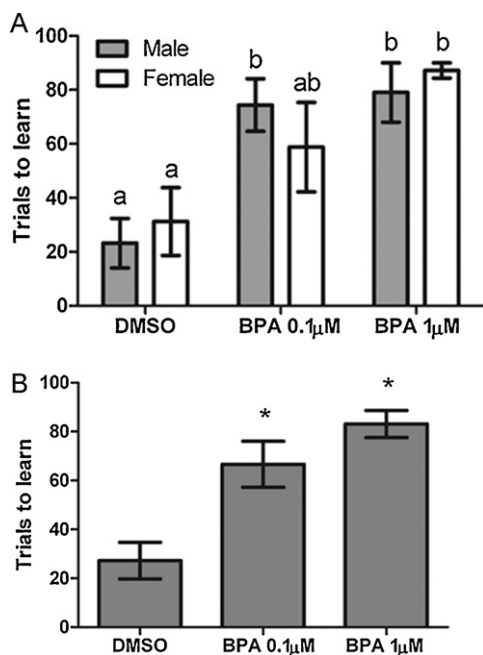 A
Male
Female
Trials to learn
100
80
60
40
20
0
a
a
b
ab
b
b
DMSO
BPA 0.1µM
BPA 1µM
B
Trials to learn
100
80
60
40
20
0
*
*
DMSO
BPA 0.1µM
BPA 1µM